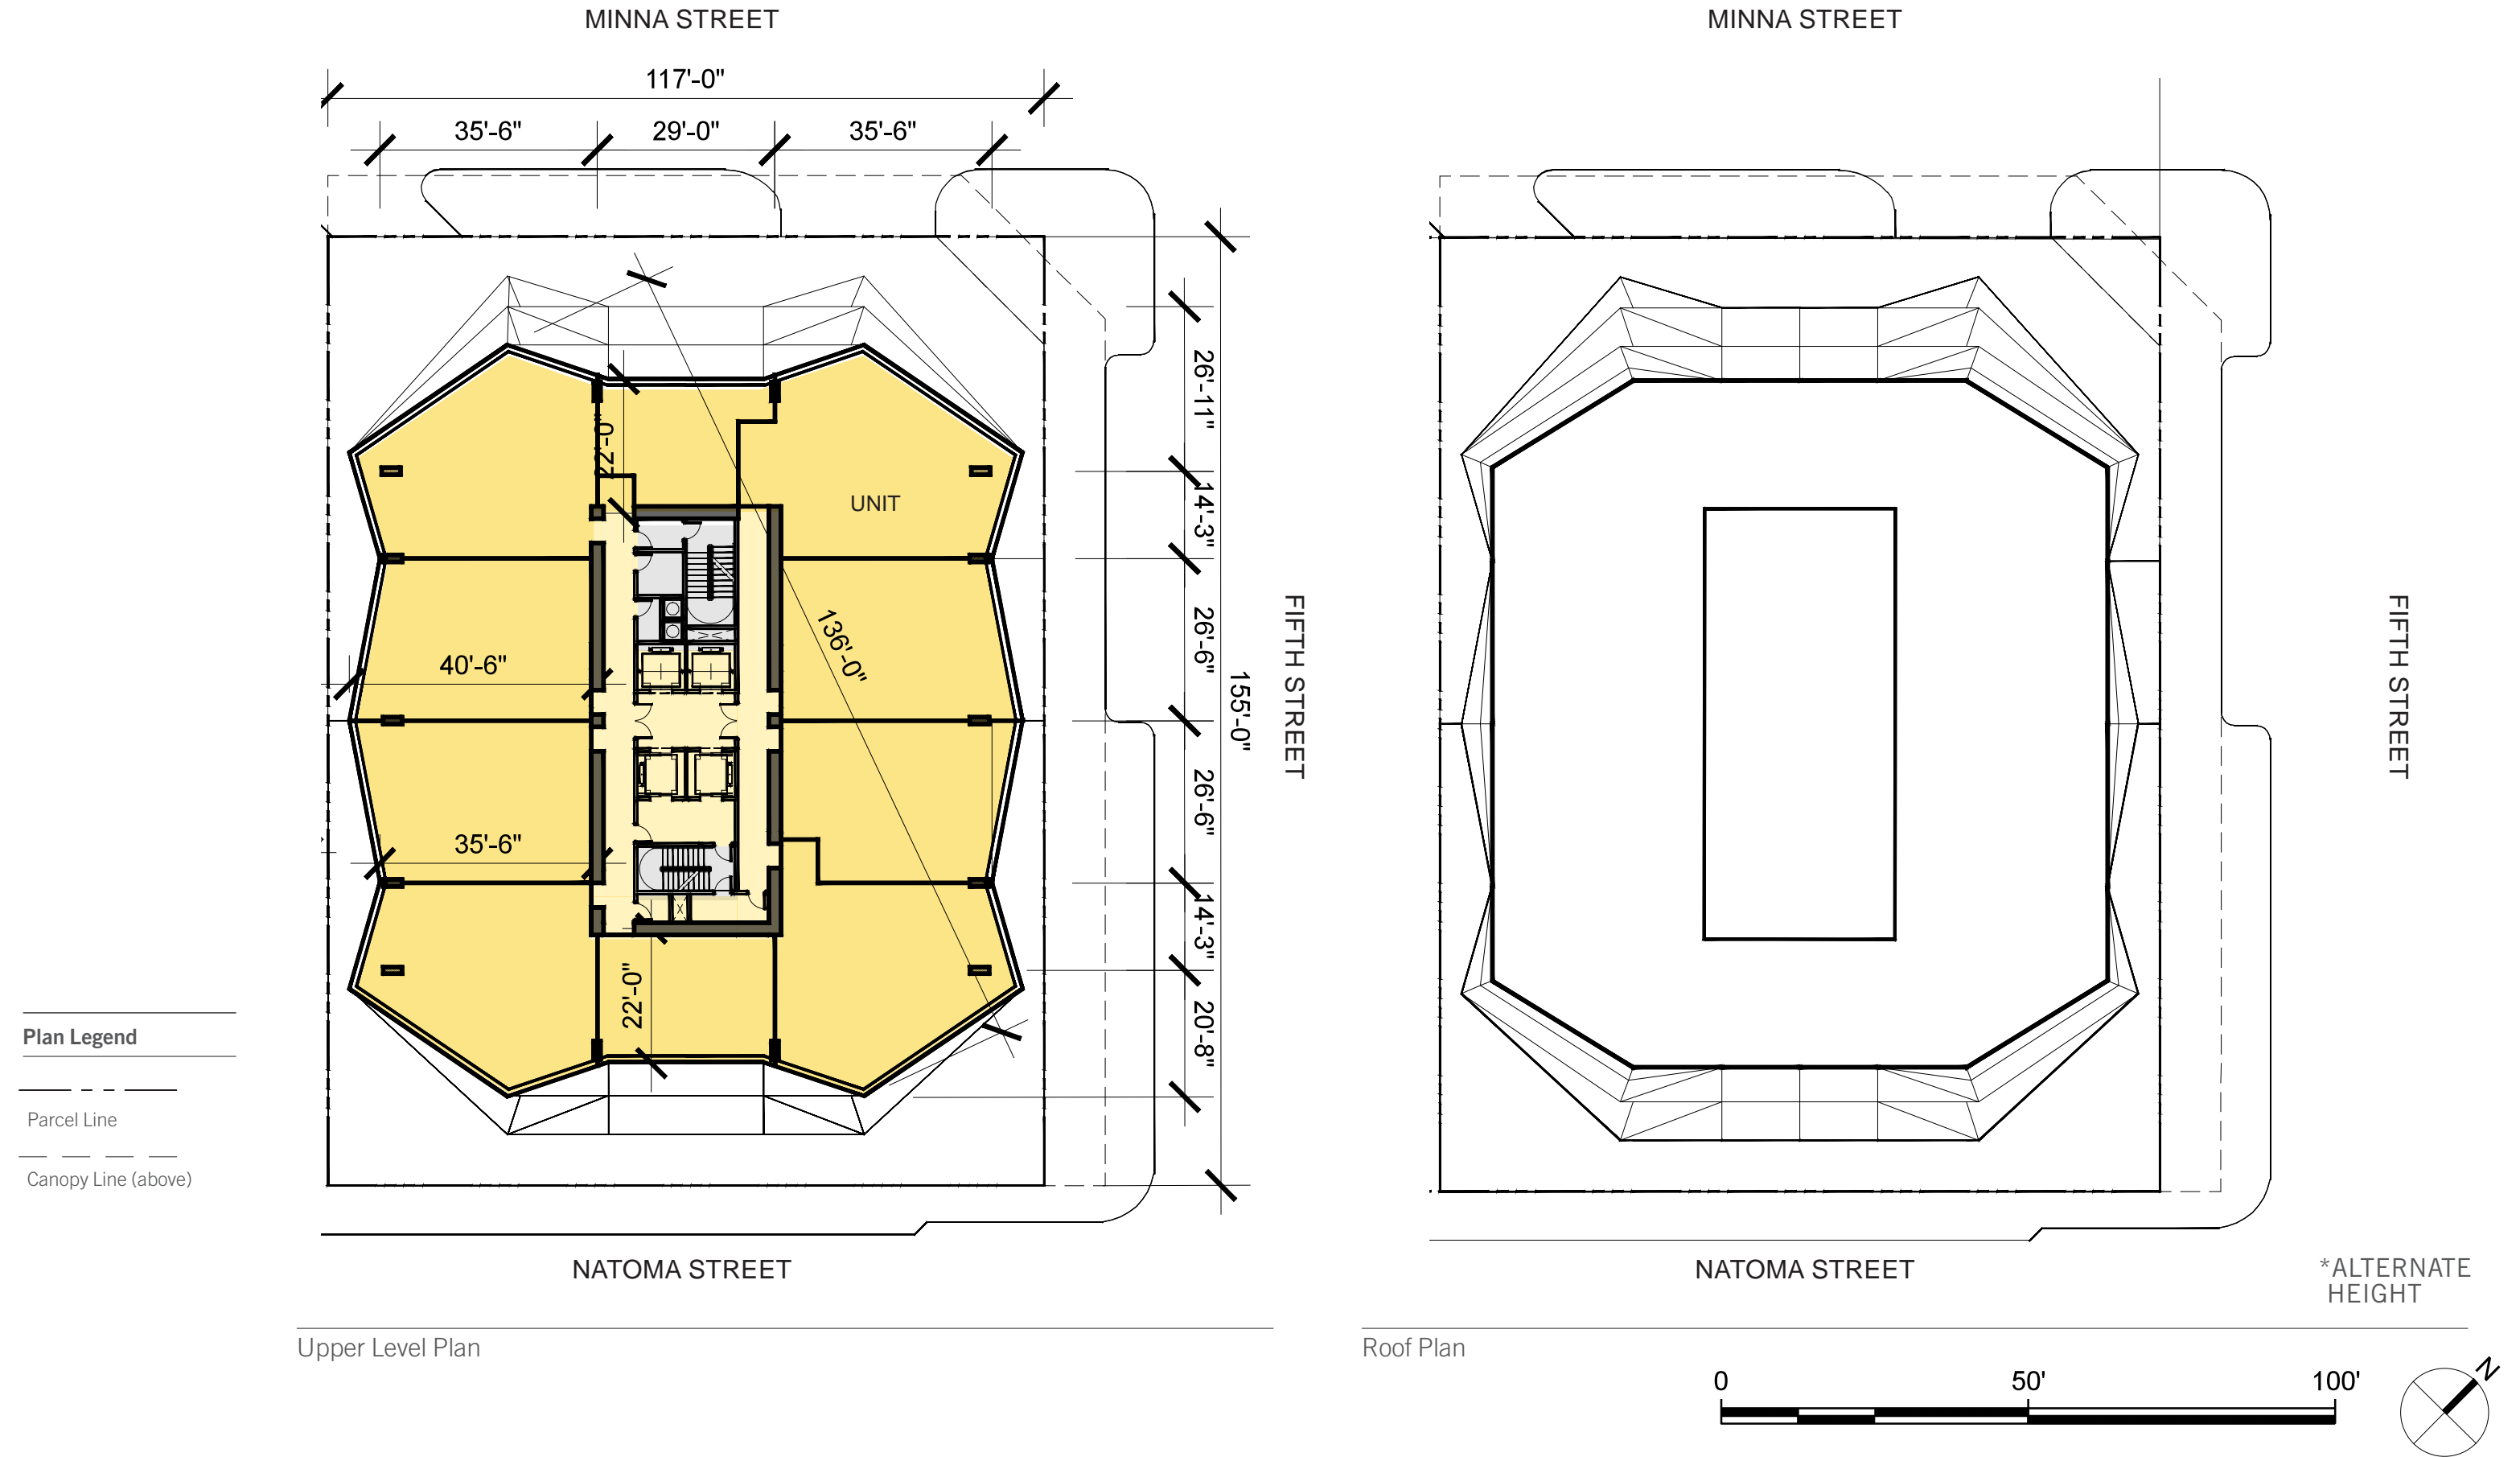 MINNA STREET
MINNA STREET
117'-0"
35'-6"
29'-0"
35'-6"
26'-11"
22'-0"
UNIT
14'-3"
136'-0"
26'-6"
40'-6"
155'-0"
FIFTH STREET
FIFTH STREET
26'-6"
35'-6"
14'-3"
22'-0"
20'-8"
Plan Legend
Parcel Line
Canopy Line (above)
NATOMA STREET
NATOMA STREET
*ALTERNATE
HEIGHT
Upper Level Plan
Roof Plan
0
50'
100'
N